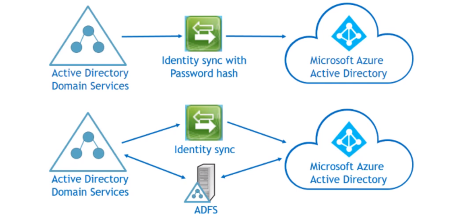 Active Directory
Domain Services
Identity sync with
Password hash
Microsoft Azure
Active Directory
Active Directory
Domain Services
Identity sync
ADFS
Microsoft Azure
Active Directory